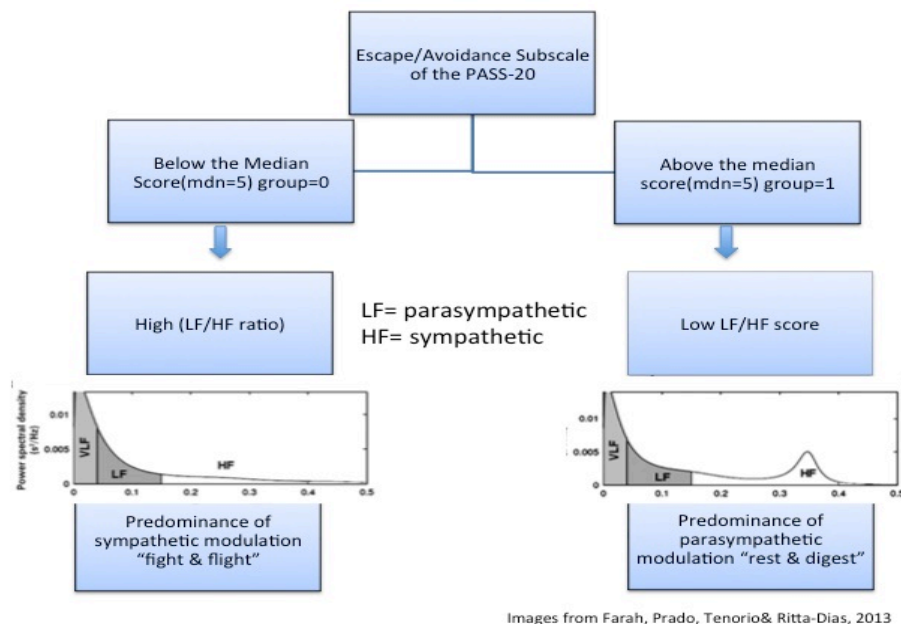 Escape/Avoidance Subscale
of the PASS-20
Below the Median
Score(mdn=5) group=0
Above the median
score(mdn=5) group=1
High (LF/HF ratio)
LF= parasympathetic
HF= sympathetic
Low LF/HF score
Power spectral density
(s²/Hz)
0.01
0.005
0
VLF
LF
HF
0
0.1
0.2
0.3
0.4
0.5
0.01
0.005
0
VLF
LF
HF
0
0.1
0.2
0.3
0.4
0.5
Predominance of
sympathetic modulation
“fight & flight”
Predominance of
parasympathetic
modulation “rest & digest”
Images from Farah, Prado, Tenorio& Ritta-Dias, 2013